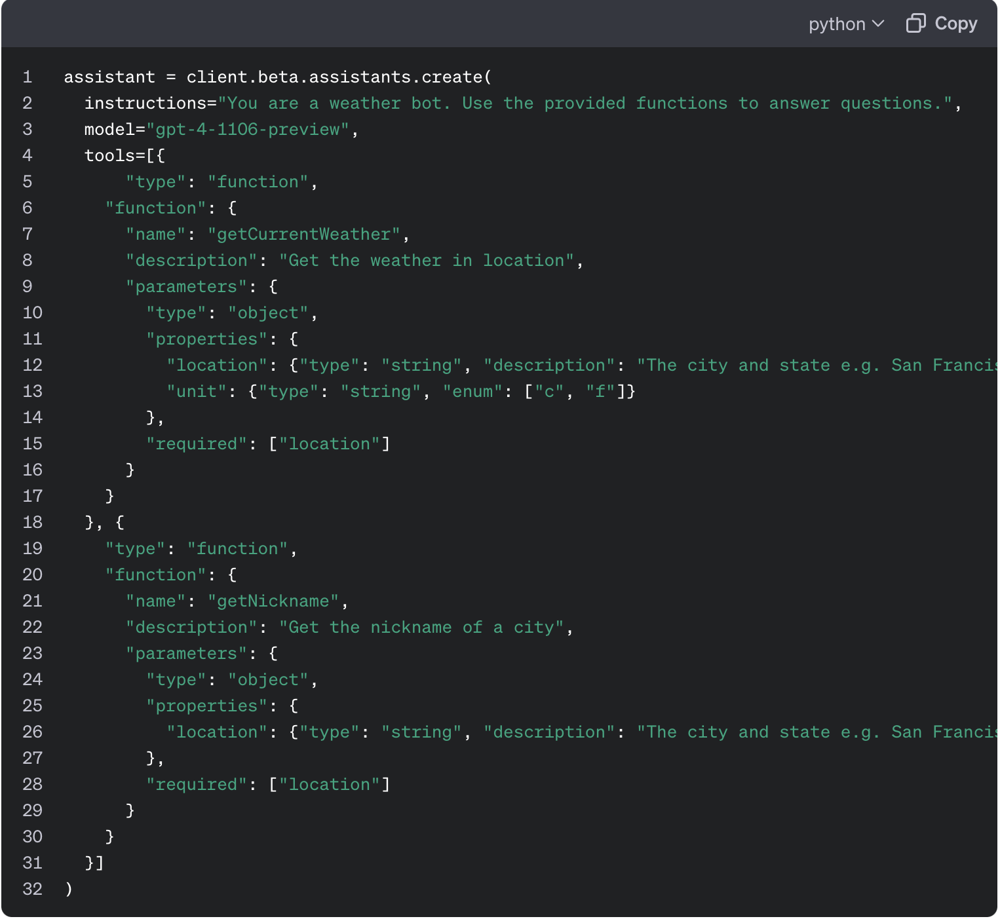 python Copy
1 assistant = client.beta.assistants.create(
2 instructions="You are a weather bot. Use the provided functions to answer questions.",
3 model="gpt-4-1106-preview",
4 tools=[{
5 "type": "function",
6 "function": {
7 "name": "getCurrentWeather",
8 "description": "Get the weather in location",
9 "parameters": {
10 "type": "object",
11 "properties": {
12 "location": {"type": "string", "description": "The city and state e.g. San Francis
13 "unit": {"type": "string", "enum": ["c", "f"]}
14 },
15 "required": ["location"]
16 }
17 }
18 }, {
19 "type": "function",
20 "function": {
21 "name": "getNickname",
22 "description": "Get the nickname of a city",
23 "parameters": {
24 "type": "object",
25 "properties": {
26 "location": {"type": "string", "description": "The city and state e.g. San Francis
27 },
28 "required": ["location"]
29 }
30 }
31 }]
32 )